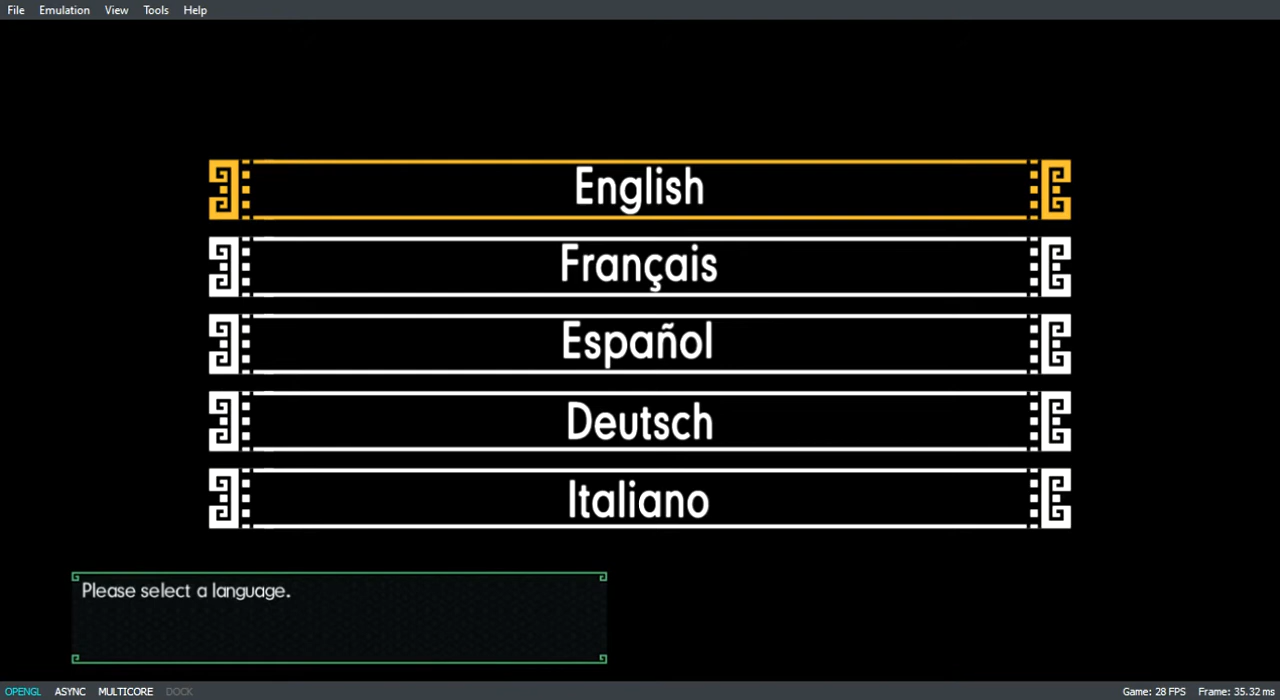 File Emulation View Tools Help
English
Français
Español
Deutsch
Italiano
Please select a language.
OPENGL ASYNC MULTICORE DOCK Game: 28 FPS Frame: 35.32 ms